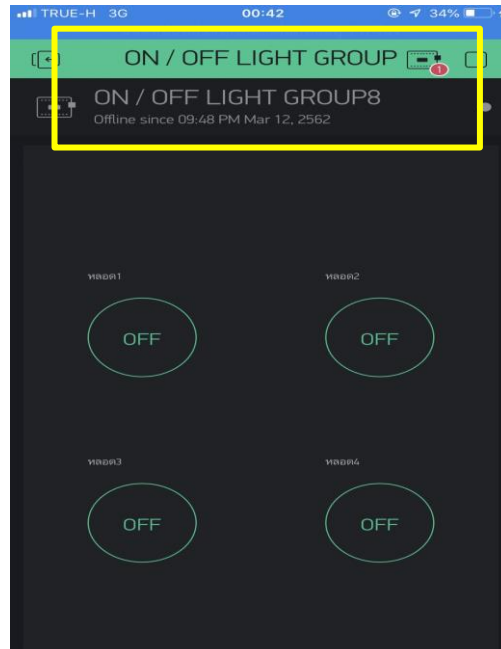 TRUE-H 3G 00:42 34%
ON / OFF LIGHT GROUP
1
ON / OFF LIGHT GROUP8
Offline since 09:48 PM Mar 12, 2562
หลอด1 หลอด2
OFF OFF
หลอด3 หลอด4
OFF OFF